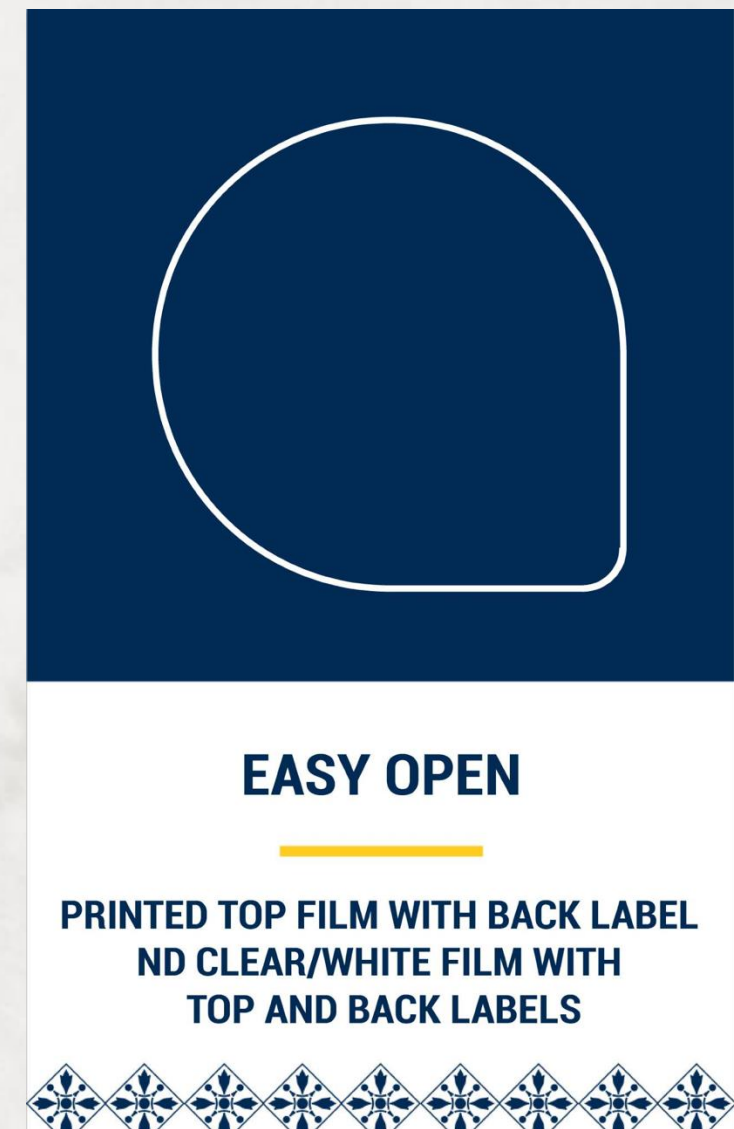 EASY OPEN
PRINTED TOP FILM WITH BACK LABEL
ND CLEAR/WHITE FILM WITH
TOP AND BACK LABELS